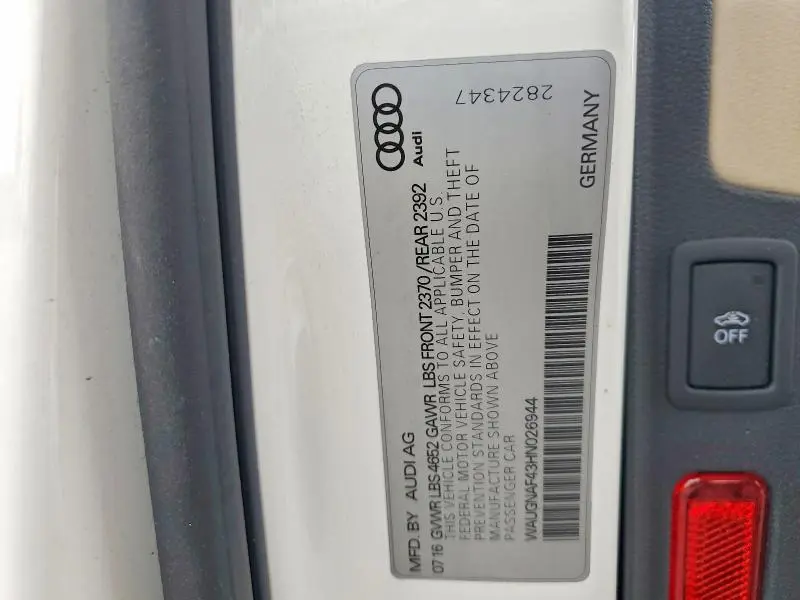 MFD. BY AUDI AG
0716 GVWR LBS 4652 GAWR LBS FRONT 2370/REAR 2392
THIS VEHICLE CONFORMS TO ALL APPLICABLE U.S.
FEDERAL MOTOR VEHICLE SAFETY, BUMPER AND THEFT
PREVENTION STANDARDS IN EFFECT ON THE DATE OF
MANUFACTURE SHOWN ABOVE
PASSENGER CAR
WAUGNAF43HN026944
GERMANY
Audi
2824347
OFF